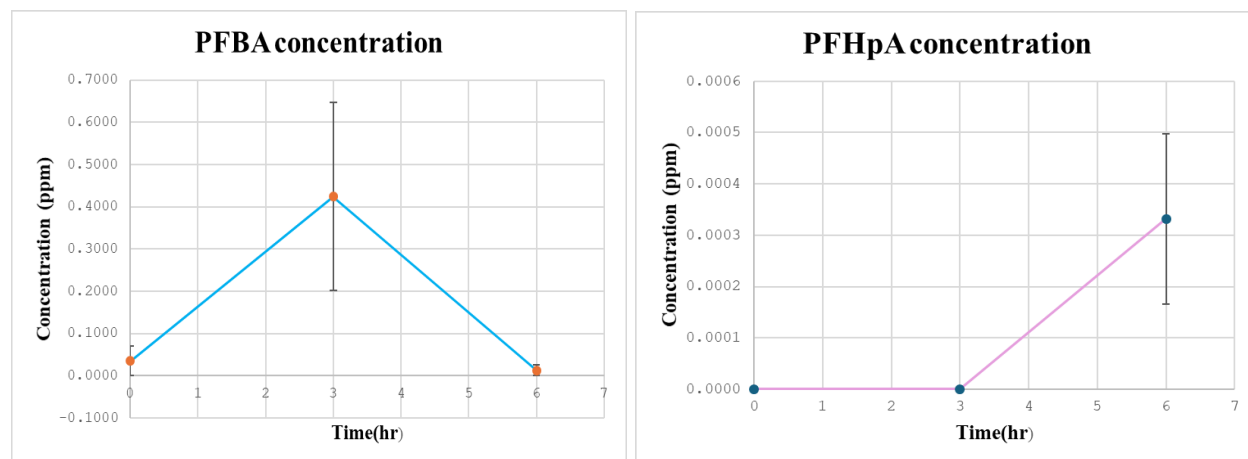 PFBA concentration
0.7000
0.6000
0.5000
0.4000
0.3000
0.2000
0.1000
0.0000
-0.1000
0 1 2 3 4 5 6 7
Concentration (ppm)
Time(hr)
PFHpA concentration
0.0006
0.0005
0.0004
0.0003
0.0002
0.0001
0.0000
0 1 2 3 4 5 6 7
Concentration (ppm)
Time(hr)